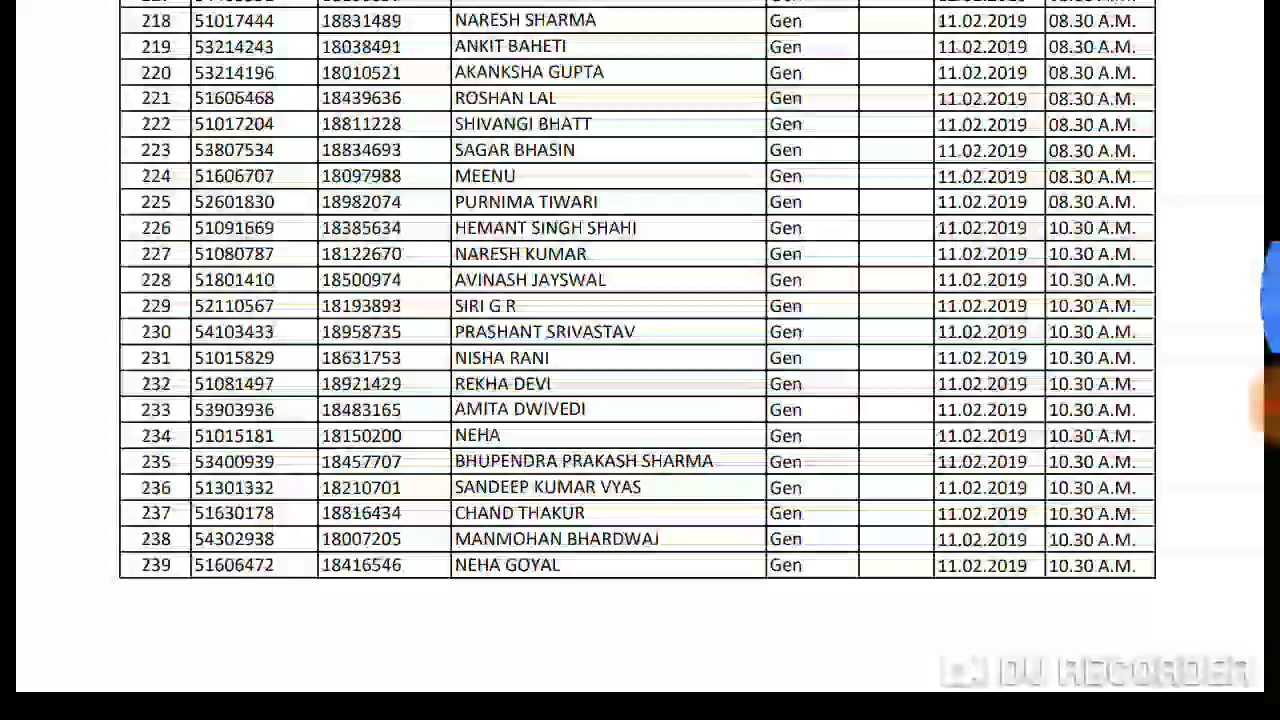 218 51017444 18831489 NARESH SHARMA Gen 11.02.2019 08.30 A.M.
219 53214243 18038491 ANKIT BAHETI Gen 11.02.2019 08.30 A.M.
220 53214196 18010521 AKANKSHA GUPTA Gen 11.02.2019 08.30 A.M.
221 51606468 18439636 ROSHAN LAL Gen 11.02.2019 08.30 A.M.
222 51017204 18811228 SHIVANGI BHATT Gen 11.02.2019 08.30 A.M.
223 53807534 18834693 SAGAR BHASIN Gen 11.02.2019 08.30 A.M.
224 51606707 18097988 MEENU Gen 11.02.2019 08.30 A.M.
225 52601830 18982074 PURNIMA TIWARI Gen 11.02.2019 08.30 A.M.
226 51091669 18385634 HEMANT SINGH SHAHI Gen 11.02.2019 10.30 A.M.
227 51080787 18122670 NARESH KUMAR Gen 11.02.2019 10.30 A.M.
228 51801410 18500974 AVINASH JAYSWAL Gen 11.02.2019 10.30 A.M.
229 52110567 18193893 SIRI G R Gen 11.02.2019 10.30 A.M.
230 54103433 18958735 PRASHANT SRIVASTAV Gen 11.02.2019 10.30 A.M.
231 51015829 18631753 NISHA RANI Gen 11.02.2019 10.30 A.M.
232 51081497 18921429 REKHA DEVI Gen 11.02.2019 10.30 A.M.
233 53903936 18483165 AMITA DWIVEDI Gen 11.02.2019 10.30 A.M.
234 51015181 18150200 NEHA Gen 11.02.2019 10.30 A.M.
235 53400939 18457707 BHUPENDRA PRAKASH SHARMA Gen 11.02.2019 10.30 A.M.
236 51301332 18210701 SANDEEP KUMAR VYAS Gen 11.02.2019 10.30 A.M.
237 51630178 18816434 CHAND THAKUR Gen 11.02.2019 10.30 A.M.
238 54302938 18007205 MANMOHAN BHARDWAJ Gen 11.02.2019 10.30 A.M.
239 51606472 18416546 NEHA GOYAL Gen 11.02.2019 10.30 A.M.
DU RECORDER